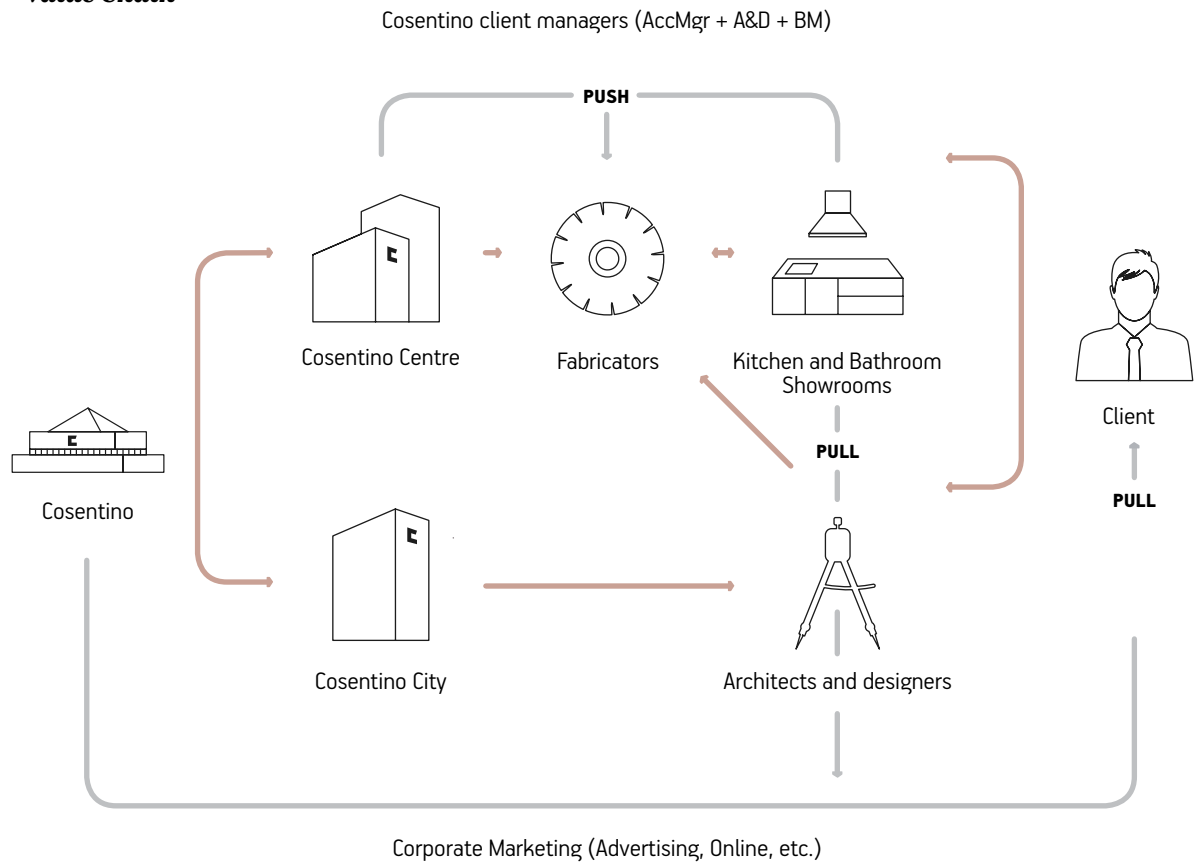 Cosentino client managers (AccMgr + A&D + BM)
PUSH
Cosentino Centre
Fabricators
Kitchen and Bathroom
Showrooms
Client
PULL
PULL
Cosentino
Cosentino City
Architects and designers
Corporate Marketing (Advertising, Online, etc.)